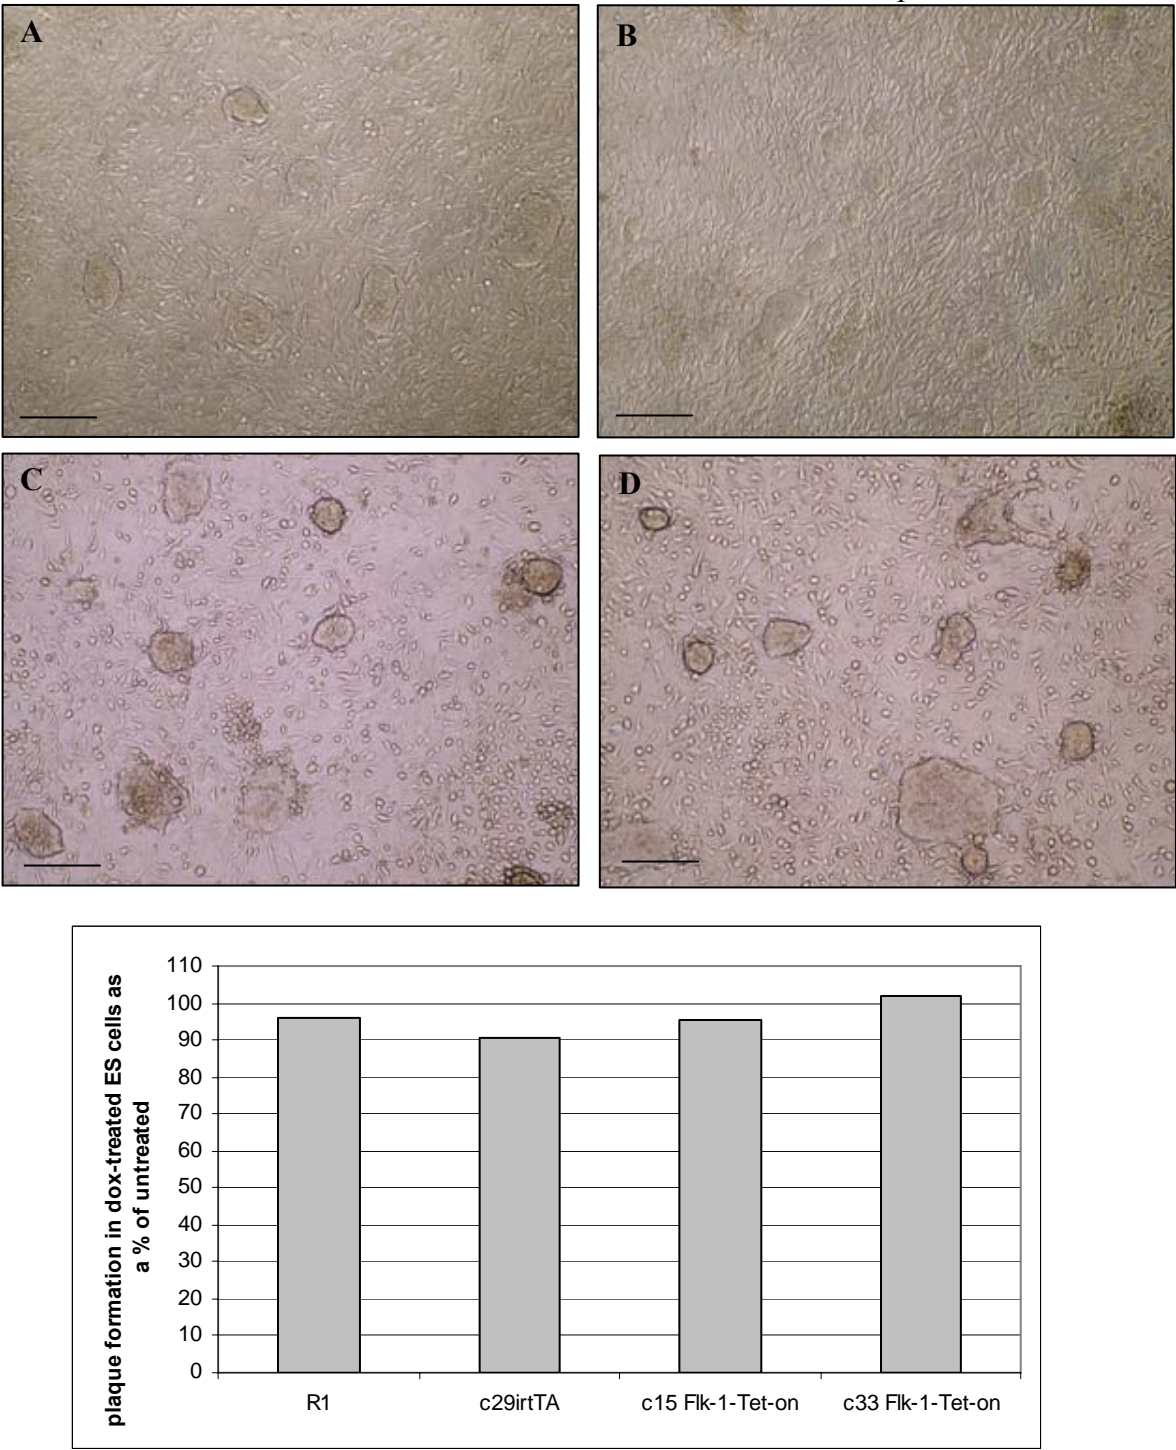 A
B
C
D
plaque formation in dox-treated ES cells as
a % of untreated
110
100
90
80
70
60
50
40
30
20
10
0
R1
c29irtTA
c15 Flk-1-Tet-on
c33 Flk-1-Tet-on